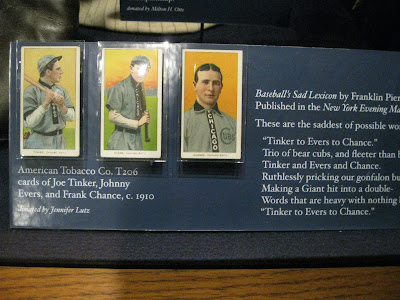 donated by Milton H. Otto
CHICAGO
American Tobacco Co. T206
cards of Joe Tinker, Johnny
Evers, and Frank Chance, c. 1910
donated by Jennifer Lutz
Baseball's Sad Lexicon by Franklin Pier
Published in the New York Evening Ma
These are the saddest of possible wo
"Tinker to Evers to Chance."
Trio of bear cubs, and fleeter than b
Tinker and Evers and Chance.
Ruthlessly pricking our gonfalon bu
Making a Giant hit into a double-
Words that are heavy with nothing b
"Tinker to Evers to Chance."